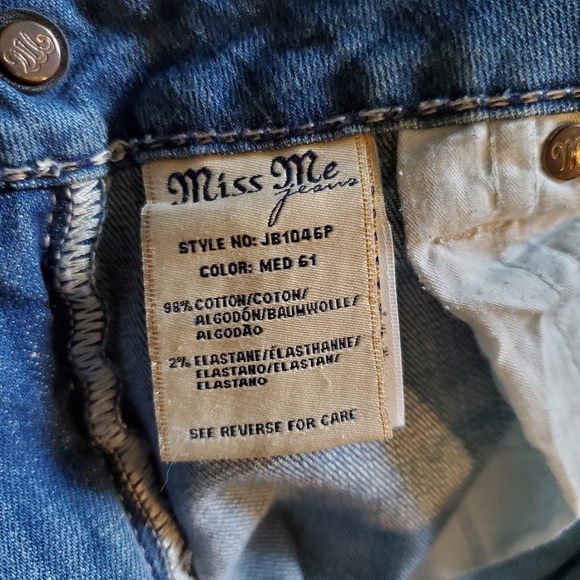 Miss Me
jeans
STYLE NO: JB1046P
COLOR: MED 61
98% COTTON/COTON/
ALGODÓN/BAUMWOLLE/
ALGODÃO
2% ELASTANE/ÉLASTHANNE/
ELASTANO/ELASTAN/
ELASTANO
SEE REVERSE FOR CARE